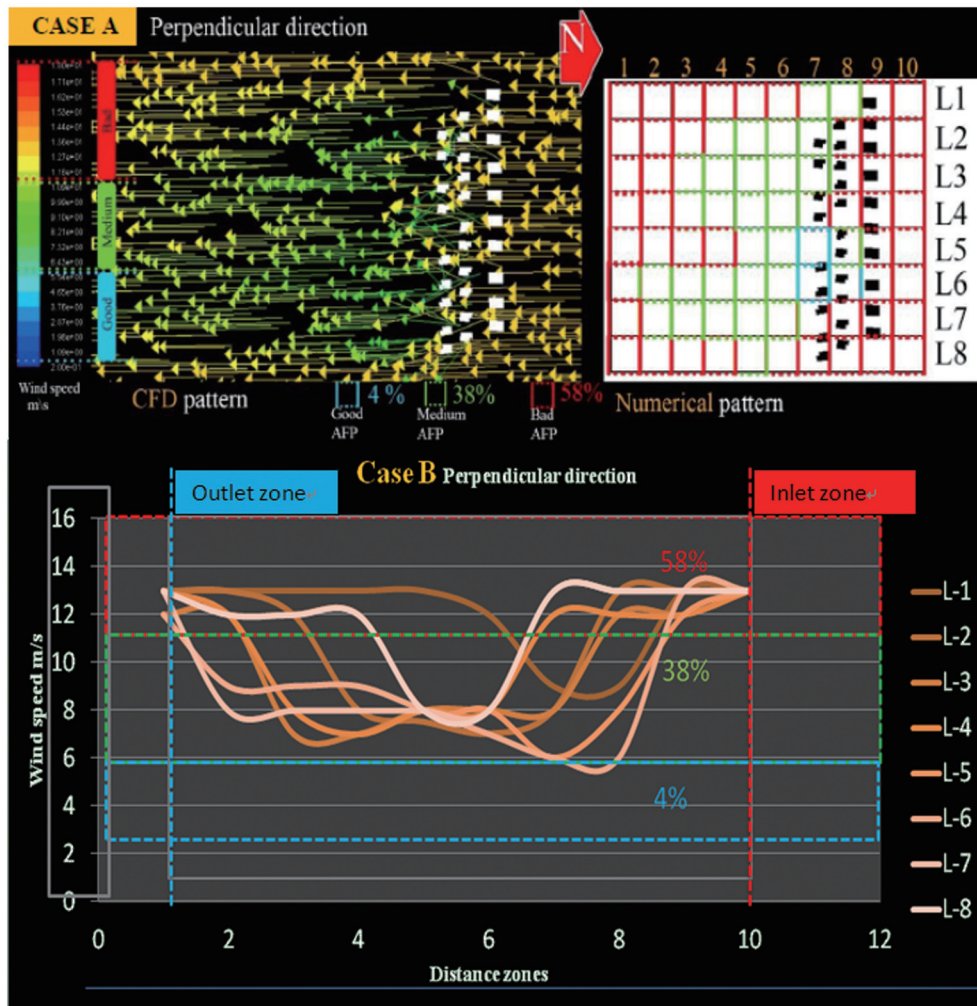 CASE A Perpendicular direction
N
1 2 3 4 5 6 7 8 9 10
L1
L2
L3
L4
L5
L6
L7
L8
Bad
Medium
Good
Wind speed
m\s
CFD pattern
4 %
38%
58%
Good
AFP
Medium
AFP
Bad
AFP
Numerical pattern
Case B Perpendicular direction
Outlet zone
Inlet zone
16
14
12
10
8
6
4
2
0
Wind speed m/s
58%
38%
4%
L-1
L-2
L-3
L-4
L-5
L-6
L-7
L-8
0 2 4 6 8 10 12
Distance zones